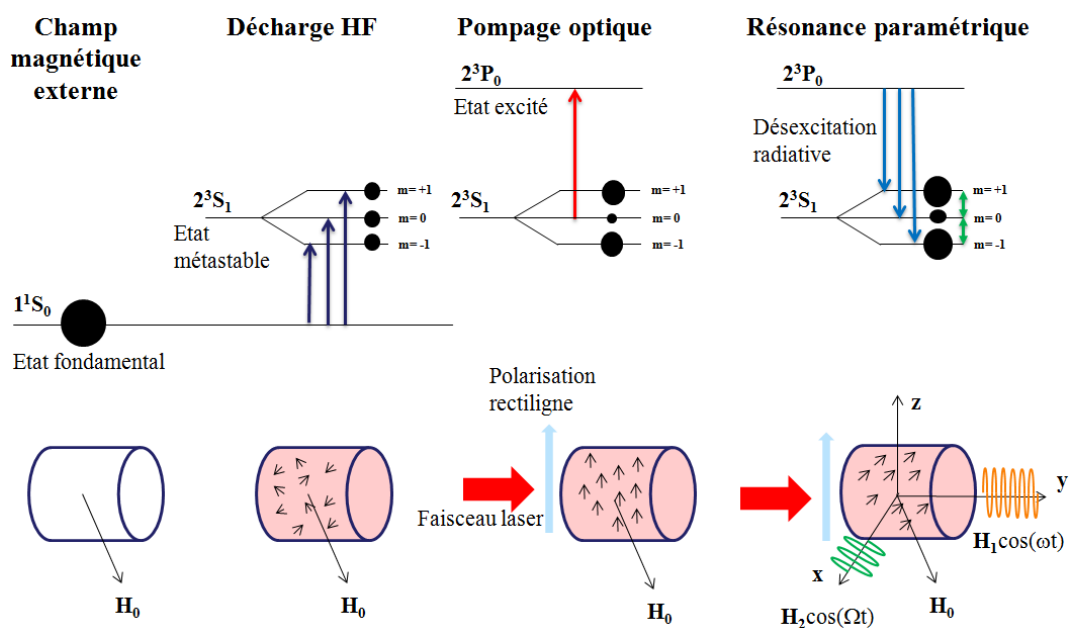 Champ
magnétique
externe
Décharge HF
Pompage optique
Résonance paramétrique
2³P₀
Etat excité
2³P₀
Désexcitation
radiative
2³S₁
m= +1
m= 0
m= -1
Etat
métastable
2³S₁
m= +1
m= 0
m= -1
2³S₁
m= +1
m= 0
m= -1
1¹S₀
Etat fondamental
Polarisation
rectiligne
Faisceau laser
z
y
x
H₁cos(ωt)
H₂cos(Ωt)
H₀
H₀
H₀
H₀